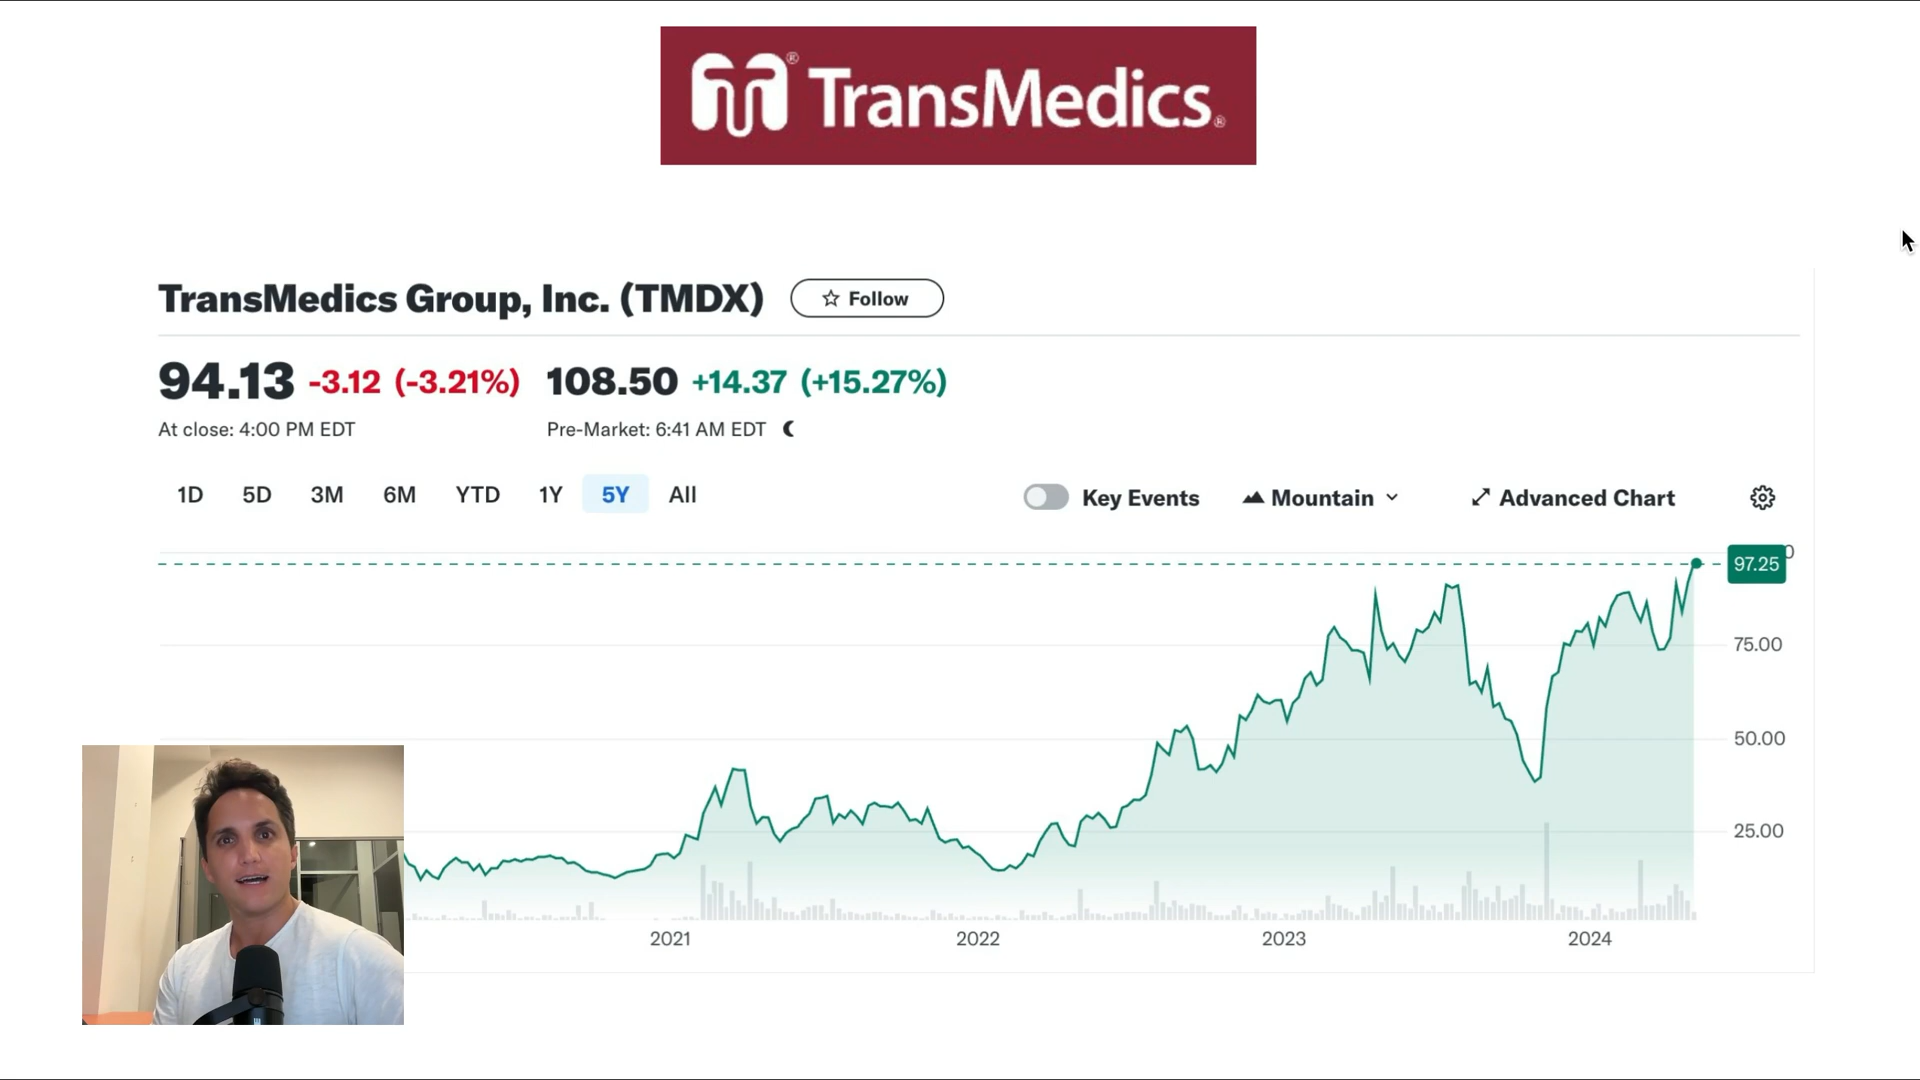 TransMedics®
TransMedics Group, Inc. (TMDX) Follow
94.13 -3.12 (-3.21%) 108.50 +14.37 (+15.27%)
At close: 4:00 PM EDT Pre-Market: 6:41 AM EDT
1D 5D 3M 6M YTD 1Y 5Y All Key Events Mountain Advanced Chart
0
97.25
75.00
50.00
25.00
2021 2022 2023 2024